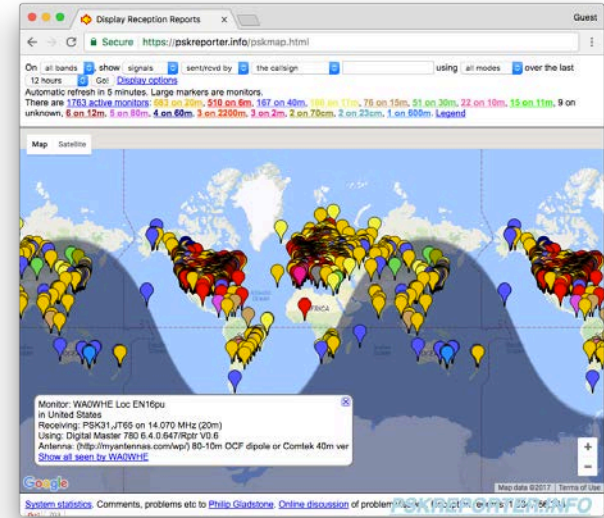 Display Reception Reports
Guest
Secure https://pskreporter.info/pskmap.html
On all bands, show signals sent/rcvd by the callsign using all modes over the last
12 hours Go! Display options
Automatic refresh in 5 minutes. Large markers are monitors.
There are 1763 active monitors: 663 on 20m, 510 on 6m, 167 on 40m, on 17m, 76 on 15m, 51 on 30m, 22 on 10m, 15 on 11m, 9 on
unknown, 6 on 12m, 5 on 80m, 4 on 60m, 3 on 2200m, 3 on 2m, 2 on 70cm, 2 on 23cm, 1 on 600m. Legend
Map Satellite
AFRICA
Monitor: WA0WHE Loc EN16pu
in United States
Receiving: PSK31,JT65 on 14.070 MHz (20m)
Using: Digital Master 780 6.4.0.647/Rptr V0.6
Antenna: (http://myantennas.com/wp/) 80-10m OCF dipole or Comtek 40m ver
Show all seen by WA0WHE
Google
Map data ©2017 Terms of Use
System statistics. Comments, problems etc to Philip Gladstone. Online discussion of
PSKREPORTER.INFO